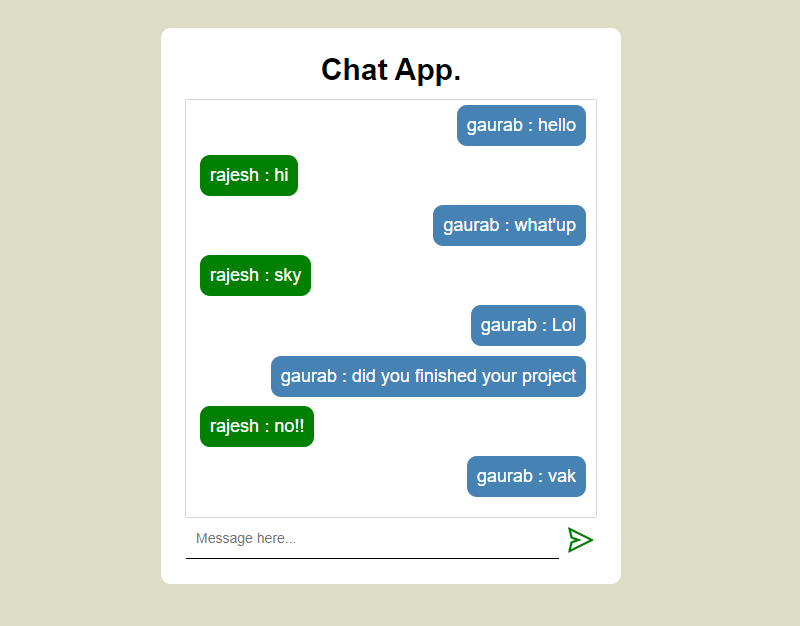 Chat App.
gaurab : hello
rajesh : hi
gaurab : what'up
rajesh : sky
gaurab : Lol
gaurab : did you finished your project
rajesh : no!!
gaurab : vak
Message here...